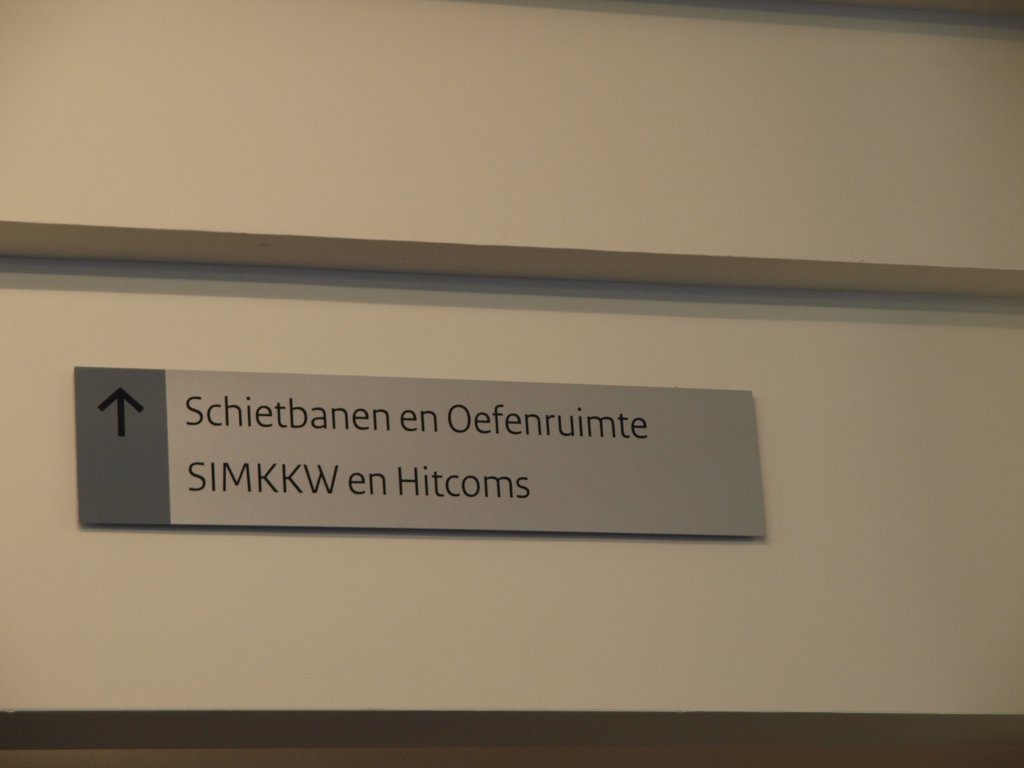 Schietbanen en Oefenruimte
SIMKKW en Hitcoms